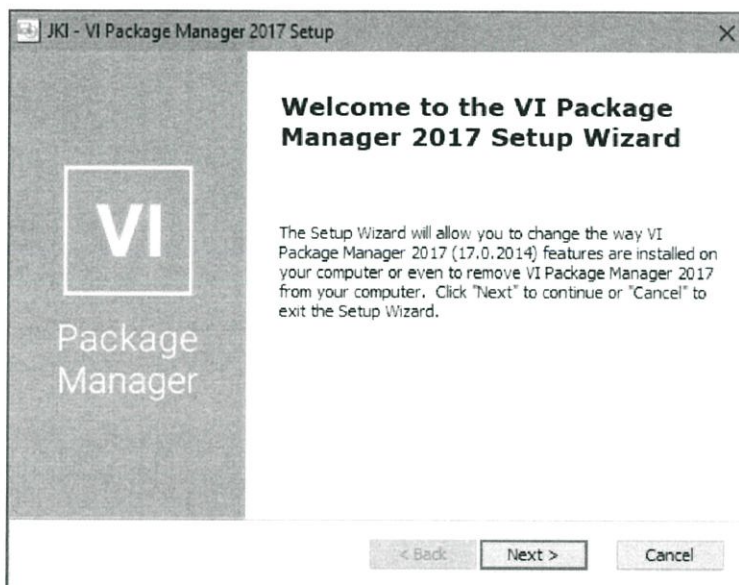 JKI - VI Package Manager 2017 Setup
Welcome to the VI Package
Manager 2017 Setup Wizard
VI
Package
Manager
The Setup Wizard will allow you to change the way VI
Package Manager 2017 (17.0.2014) features are installed on
your computer or even to remove VI Package Manager 2017
from your computer. Click "Next" to continue or "Cancel" to
exit the Setup Wizard.
< Back
Next >
Cancel